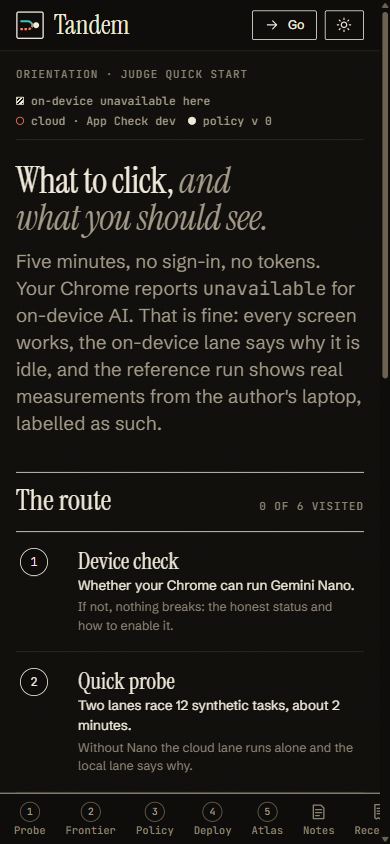 Tandem
Go
ORIENTATION · JUDGE QUICK START
on-device unavailable here
cloud · App Check dev policy v 0
What to click, and
what you should see.
Five minutes, no sign-in, no tokens.
Your Chrome reports unavailable for
on-device AI. That is fine: every screen
works, the on-device lane says why it is
idle, and the reference run shows real
measurements from the author's laptop,
labelled as such.
The route
0 OF 6 VISITED
1
Device check
Whether your Chrome can run Gemini Nano.
If not, nothing breaks: the honest status and
how to enable it.
2
Quick probe
Two lanes race 12 synthetic tasks, about 2
minutes.
Without Nano the cloud lane runs alone and the
local lane says why.
1 2 3 4 5
Probe Frontier Policy Deploy Atlas Notes